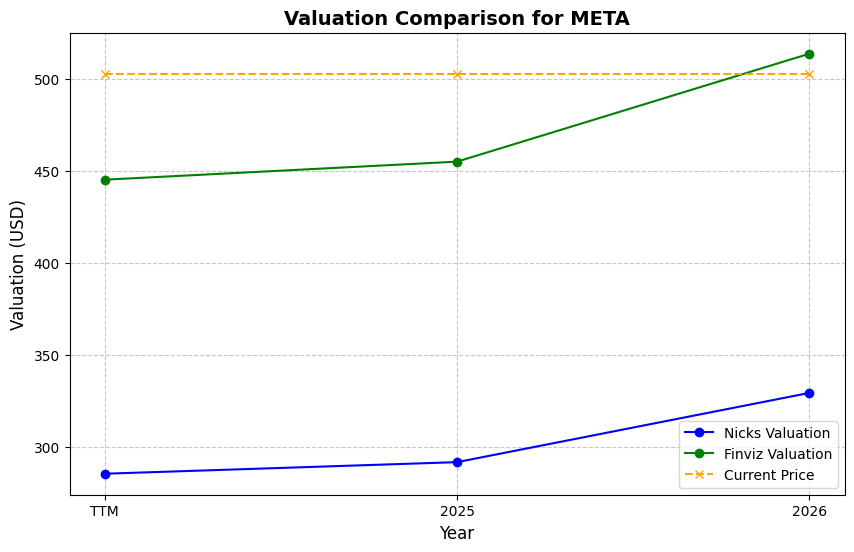 Valuation Comparison for META
Valuation (USD)
500
450
400
350
300
TTM
2025
2026
Year
Nicks Valuation
Finviz Valuation
Current Price